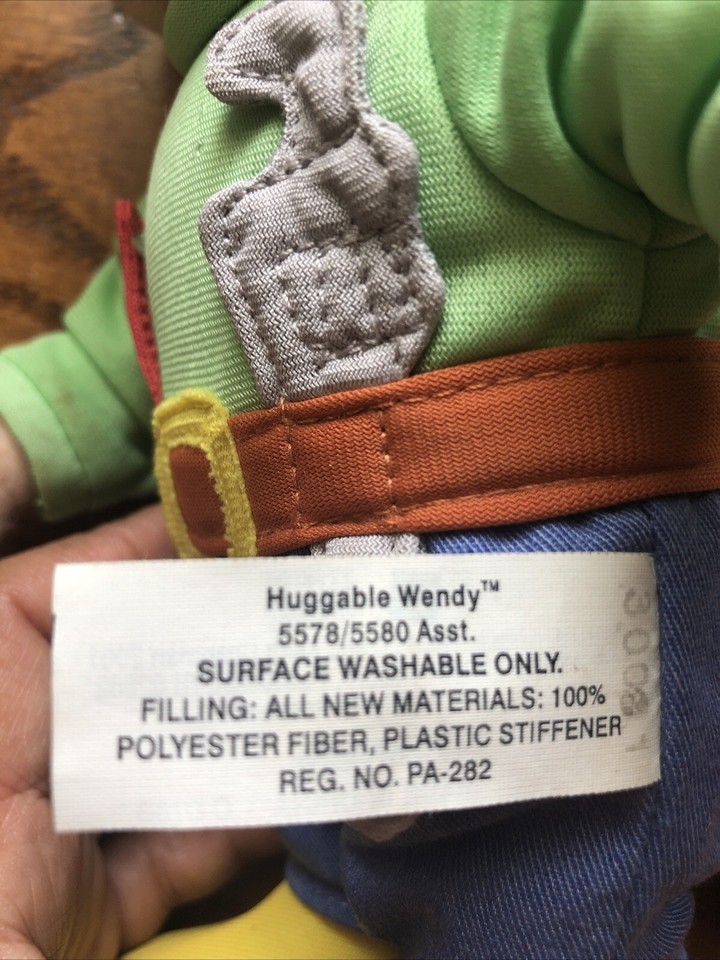 Huggable Wendy™
5578/5580 Asst.
SURFACE WASHABLE ONLY.
FILLING: ALL NEW MATERIALS: 100%
POLYESTER FIBER, PLASTIC STIFFENER
REG. NO. PA-282